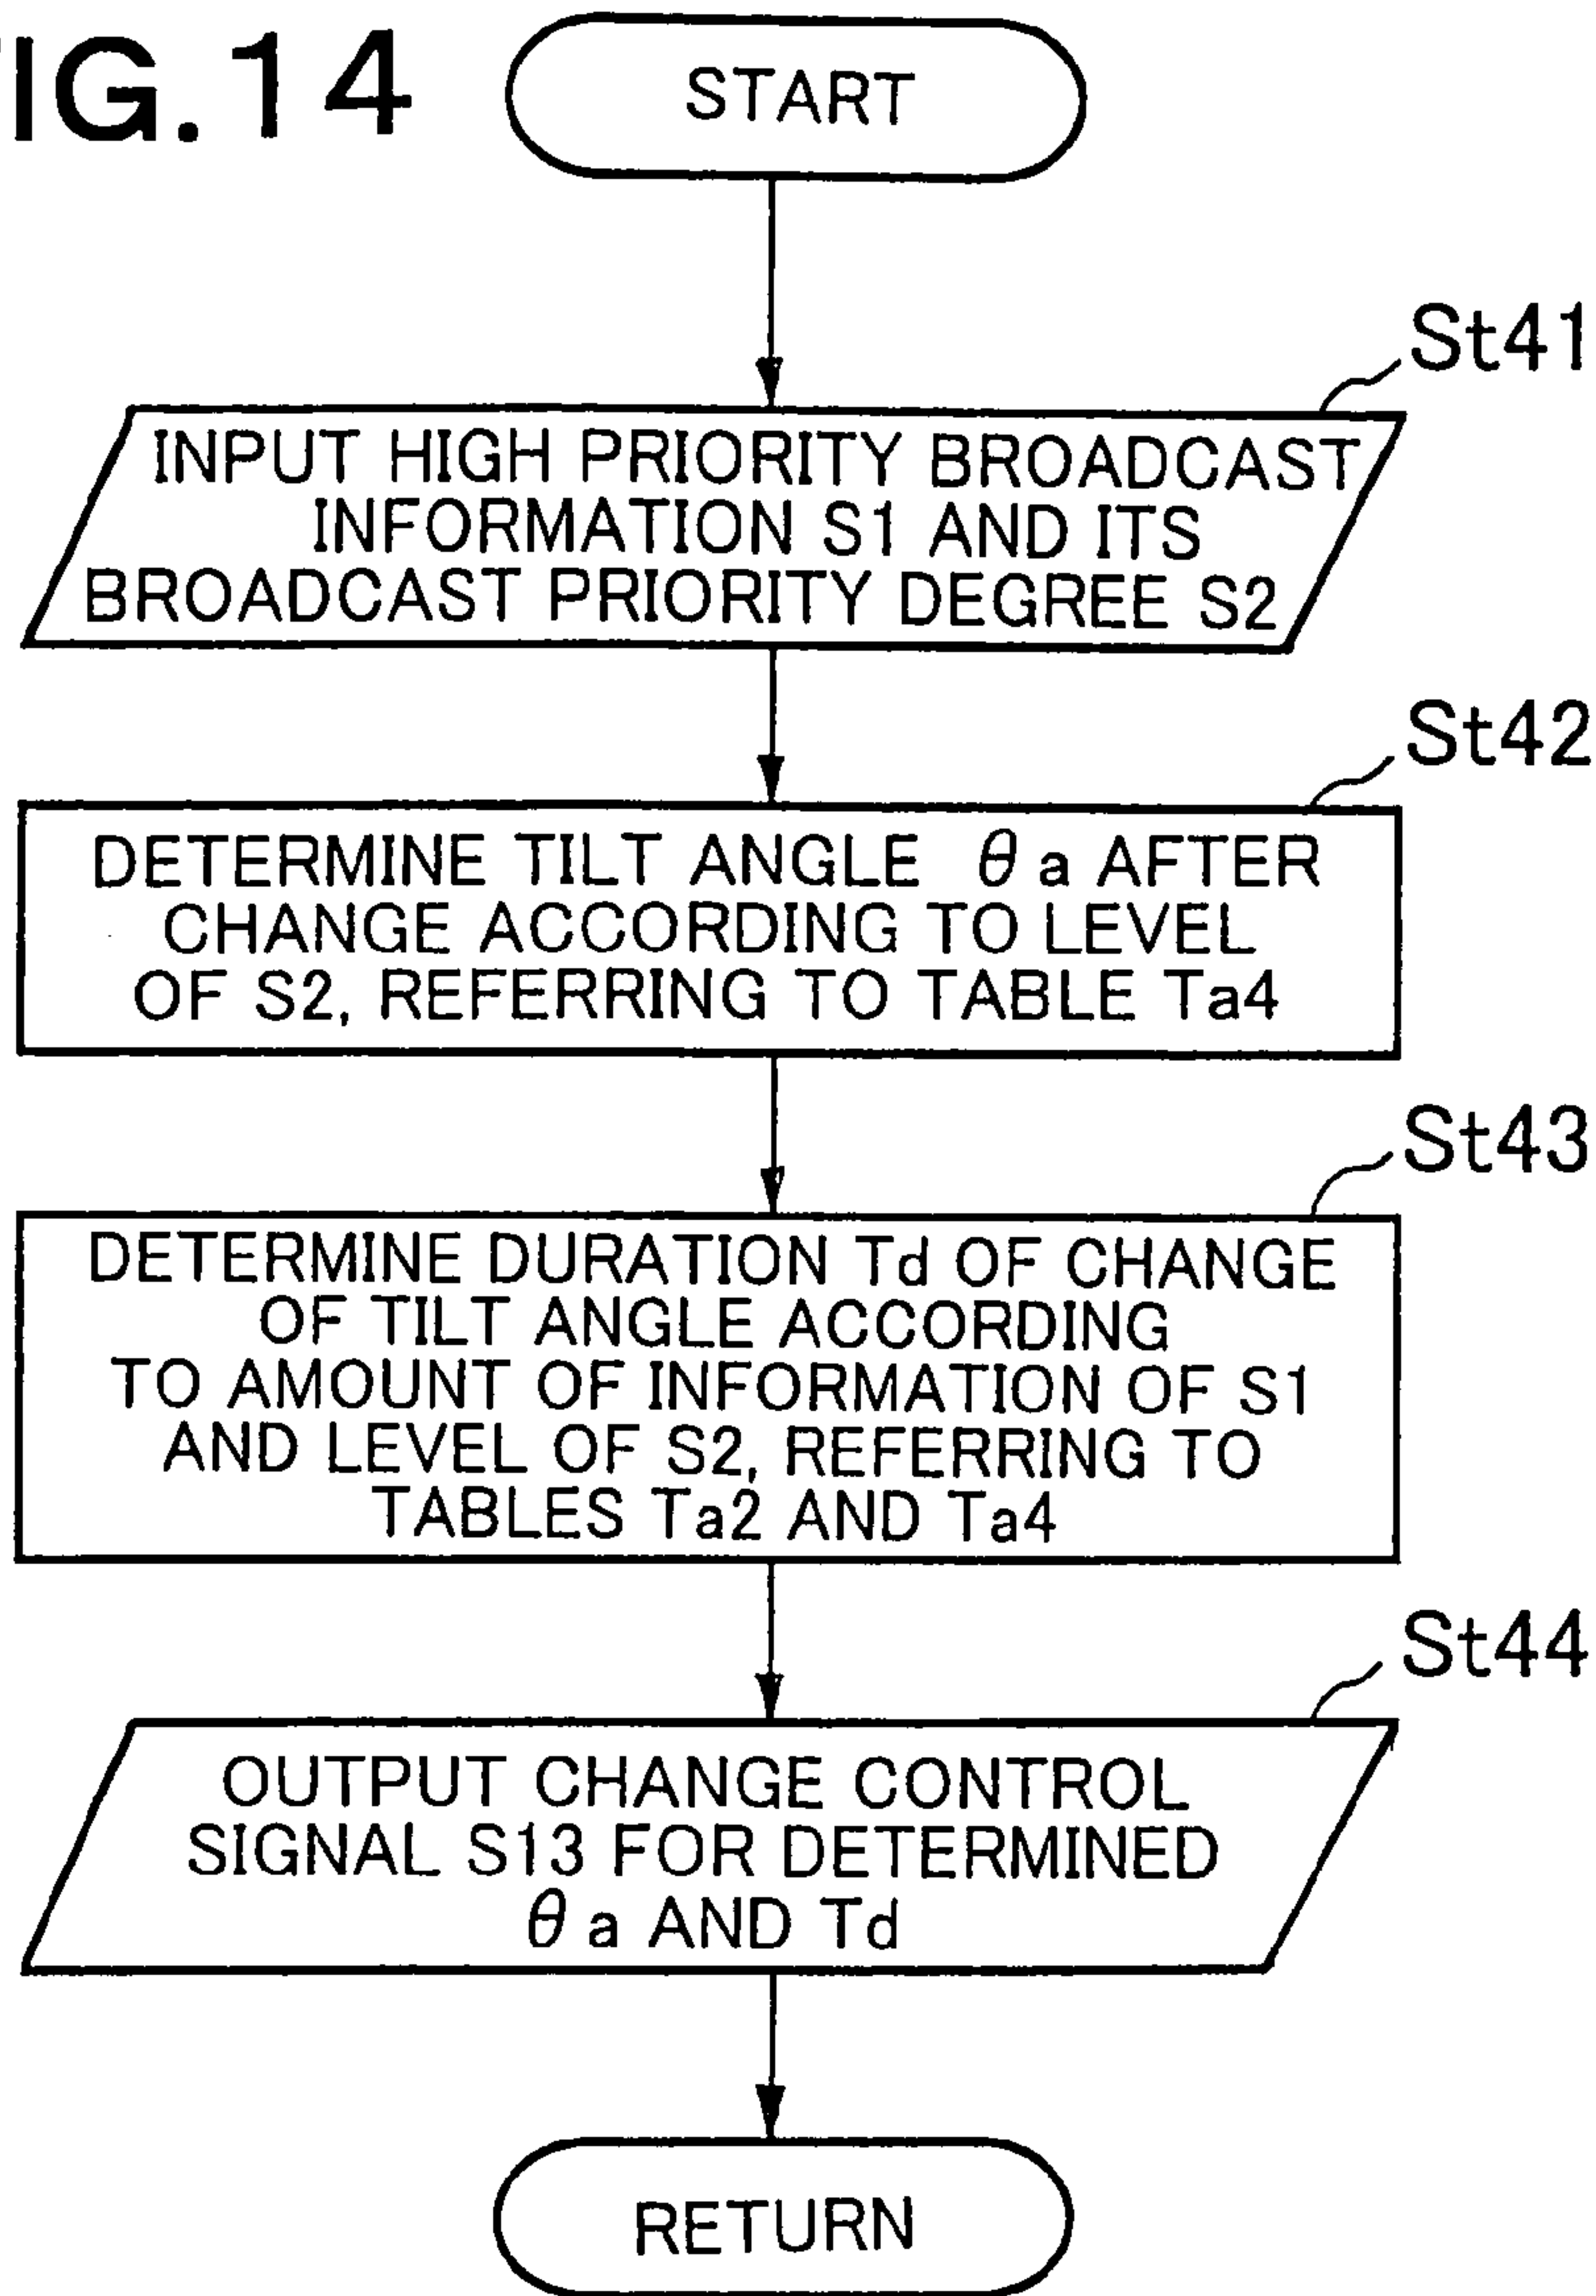 IG.14
START
St41
INPUT HIGH PRIORITY BROADCAST
INFORMATION S1 AND ITS
BROADCAST PRIORITY DEGREE S2
St42
DETERMINE TILT ANGLE θa AFTER
CHANGE ACCORDING TO LEVEL
OF S2, REFERRING TO TABLE Ta4
St43
DETERMINE DURATION Td OF CHANGE
OF TILT ANGLE ACCORDING
TO AMOUNT OF INFORMATION OF S1
AND LEVEL OF S2, REFERRING TO
TABLES Ta2 AND Ta4
St44
OUTPUT CHANGE CONTROL
SIGNAL S13 FOR DETERMINED
θa AND Td
RETURN